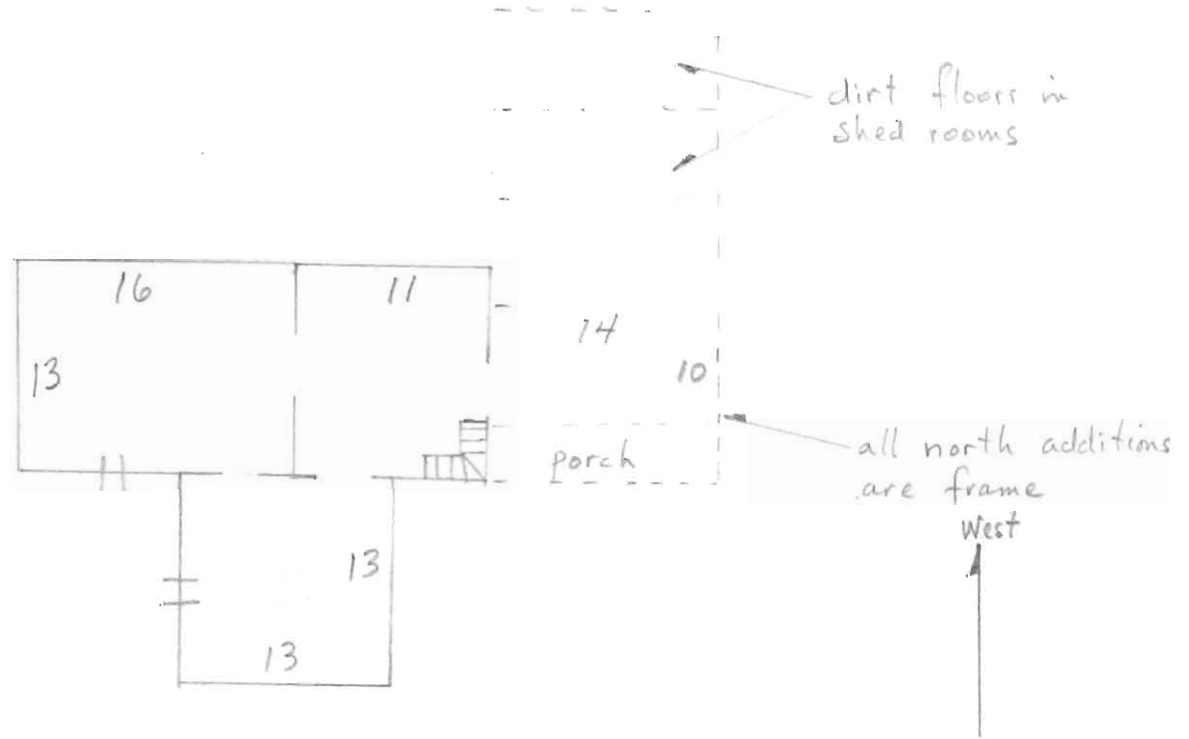 dirt floors in
shed rooms
16
11
14
13
10
porch
all north additions
are frame
West
13
13